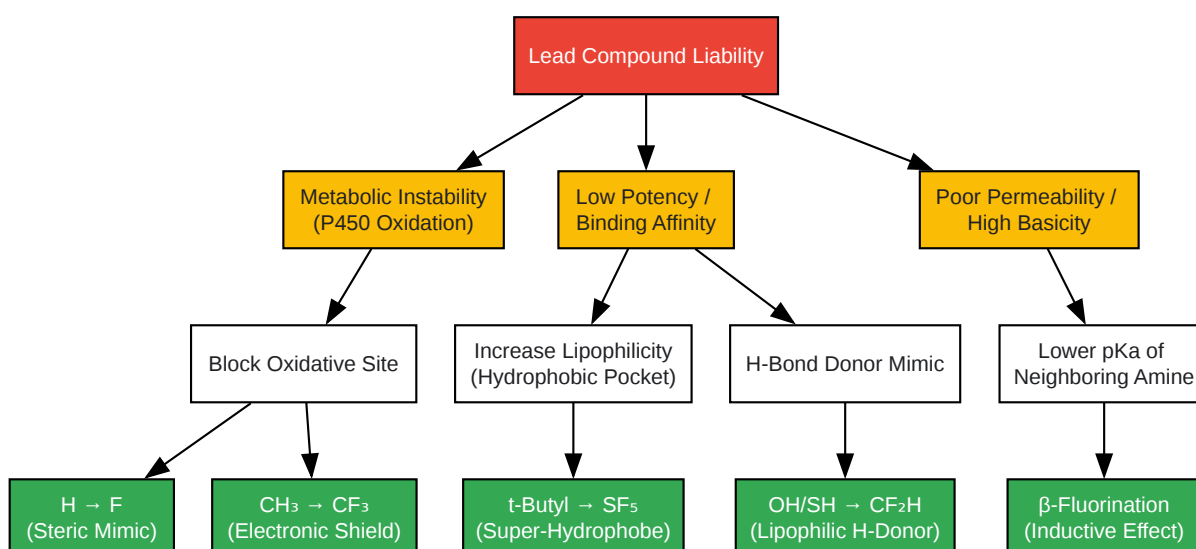 Lead Compound Liability
Metabolic Instability
(P450 Oxidation)
Low Potency /
Binding Affinity
Poor Permeability /
High Basicity
Block Oxidative Site
Increase Lipophilicity
(Hydrophobic Pocket)
H-Bond Donor Mimic
Lower pKa of
Neighboring Amine
H → F
(Steric Mimic)
CH₃ → CF₃
(Electronic Shield)
t-Butyl → SF₅
(Super-Hydrophobe)
OH/SH → CF₂H
(Lipophilic H-Donor)
β-Fluorination
(Inductive Effect)